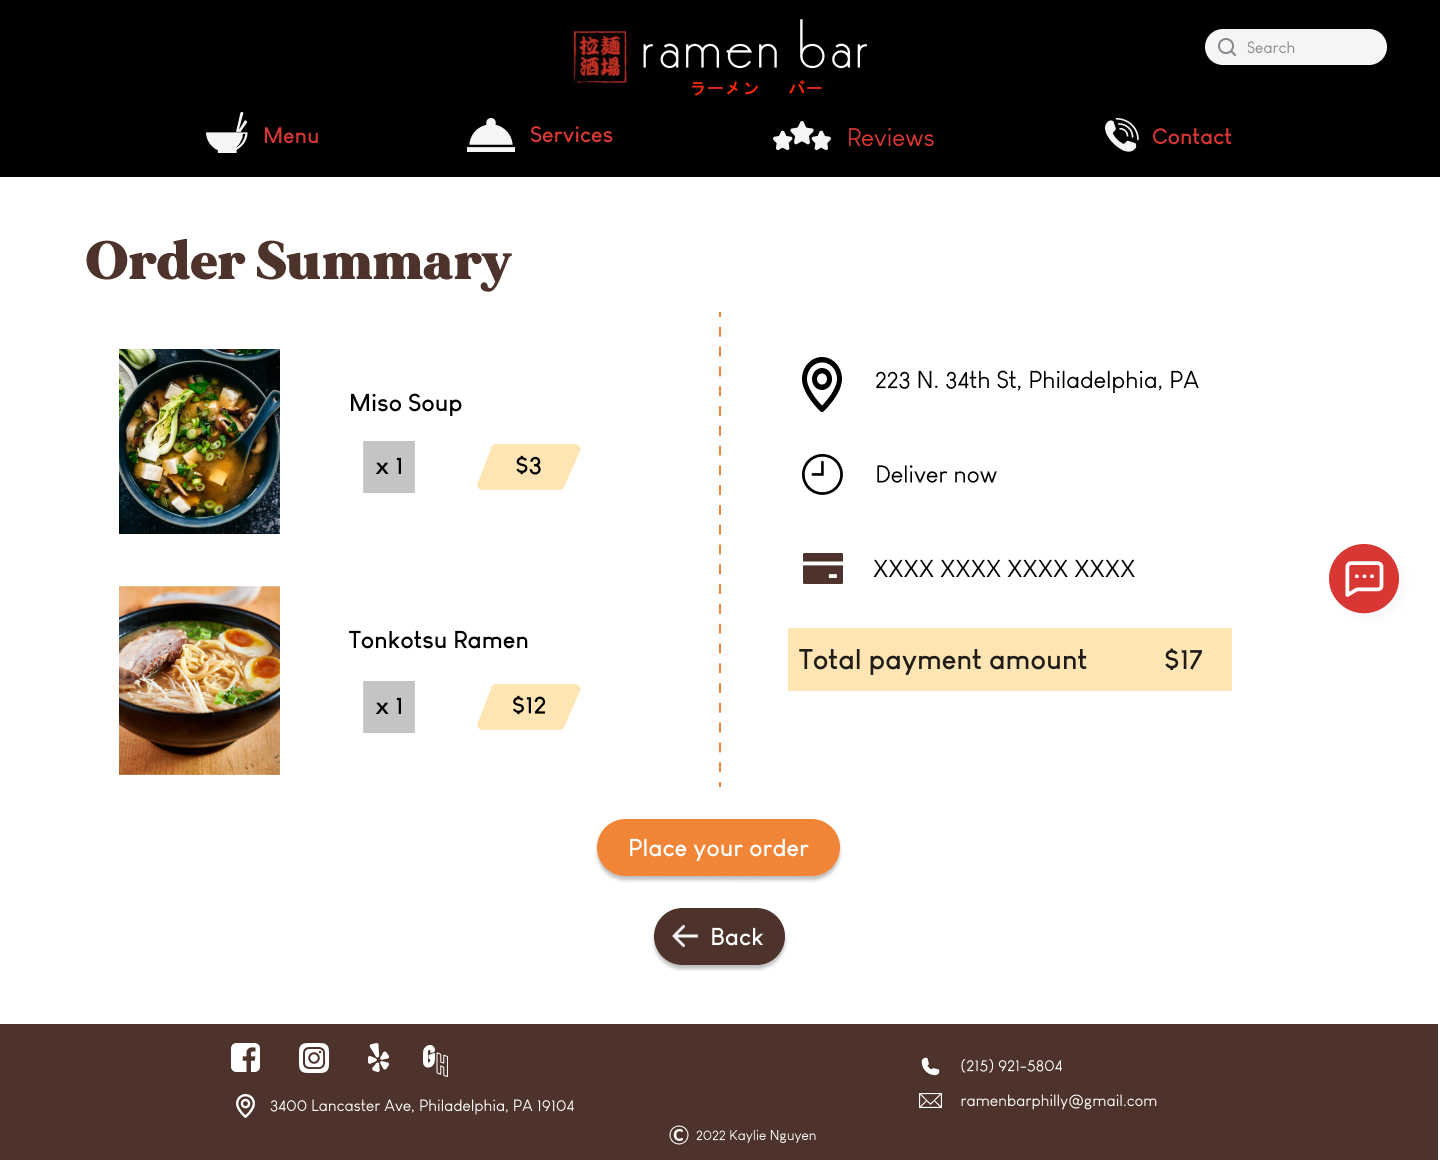 拉麺
酒場
ramen bar
ラーメン バー
Search
Menu
Services
Reviews
Contact
Order Summary
Miso Soup
x 1
$3
Tonkotsu Ramen
x 1
$12
223 N. 34th St, Philadelphia, PA
Deliver now
XXXX XXXX XXXX XXXX
Total payment amount $17
Place your order
Back
GH
3400 Lancaster Ave, Philadelphia, PA 19104
(215) 921-5804
ramenbarphilly@gmail.com
© 2022 Kaylie Nguyen